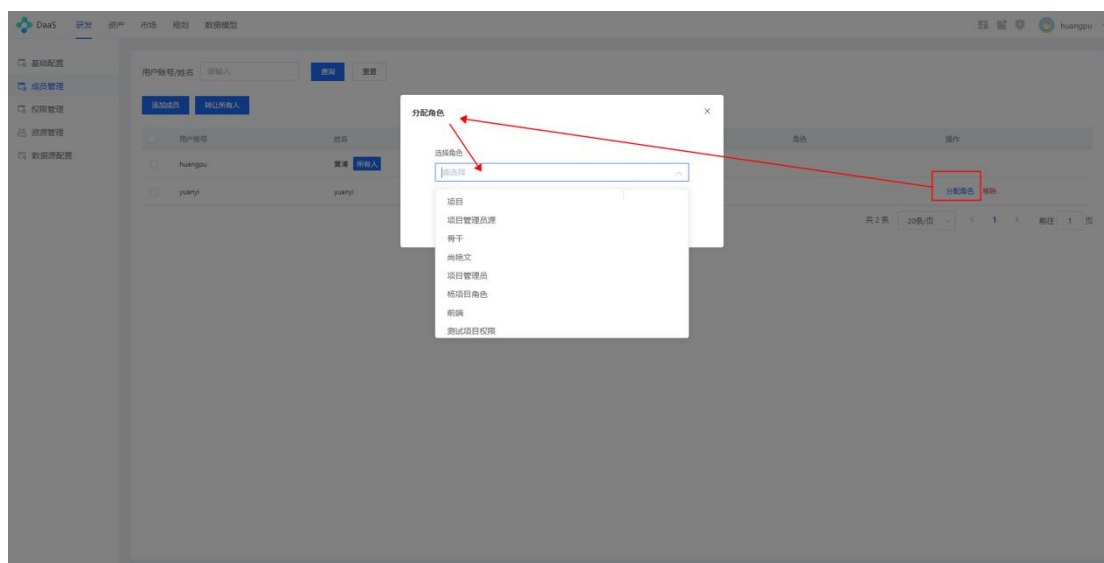 DaaS 研发 资产 市场 规划 数据模型 huangpu
基础配置
成员管理
权限管理
资源管理
数据源配置
用户账号/姓名 请输入 查询 重置
添加成员 转让所有人
用户账号 姓名 角色 操作
huangpu 黄浦 所有人
yuanyi yuanyi 分配角色 移除
共 2 条 20条/页 1 前往 1 页
分配角色
选择角色
请选择
项目
项目管理员源
骨干
尚艳文
项目管理员
杨项目角色
前端
测试项目权限